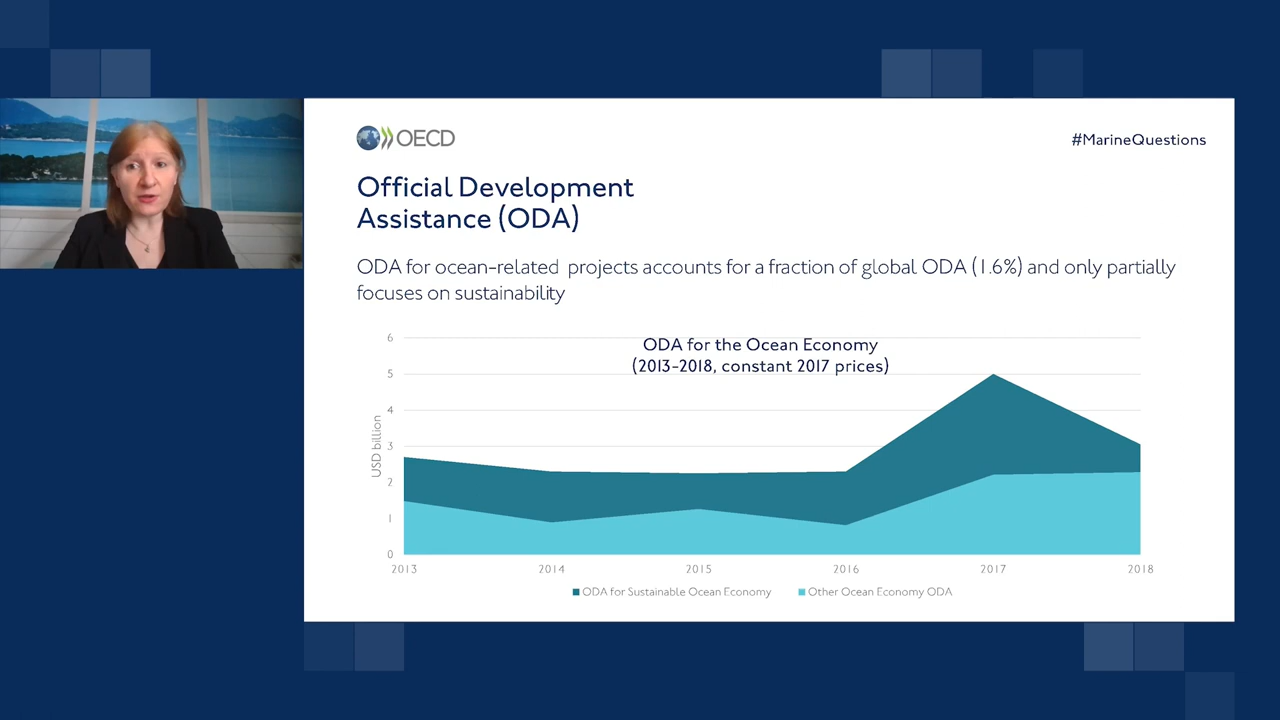 OECD
#MarineQuestions
Official Development
Assistance (ODA)
ODA for ocean-related projects accounts for a fraction of global ODA (1.6%) and only partially
focuses on sustainability
ODA for the Ocean Economy
(2013-2018, constant 2017 prices)
USD billion
6
5
4
3
2
1
0
2013 2014 2015 2016 2017 2018
ODA for Sustainable Ocean Economy Other Ocean Economy ODA